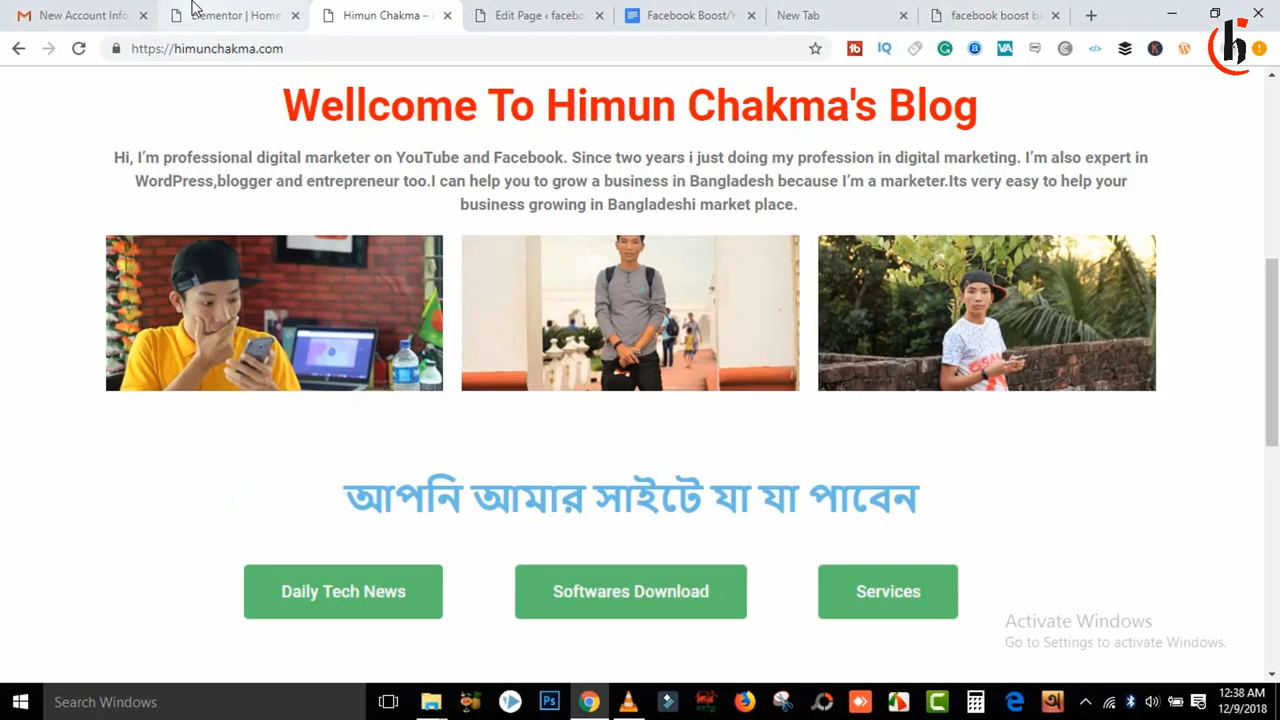 New Account Info
Elementor | Home
Himun Chakma –
Edit Page ‹ facebo
Facebook Boost/Y
New Tab
facebook boost ba
https://himunchakma.com
Wellcome To Himun Chakma's Blog
Hi, I’m professional digital marketer on YouTube and Facebook. Since two years i just doing my profession in digital marketing. I’m also expert in
WordPress,blogger and entrepreneur too.I can help you to grow a business in Bangladesh because I’m a marketer.Its very easy to help your
business growing in Bangladeshi market place.
আপনি আমার সাইটে যা যা পাবেন
Daily Tech News
Softwares Download
Services
Activate Windows
Go to Settings to activate Windows.
Search Windows
12:38 AM
12/9/2018